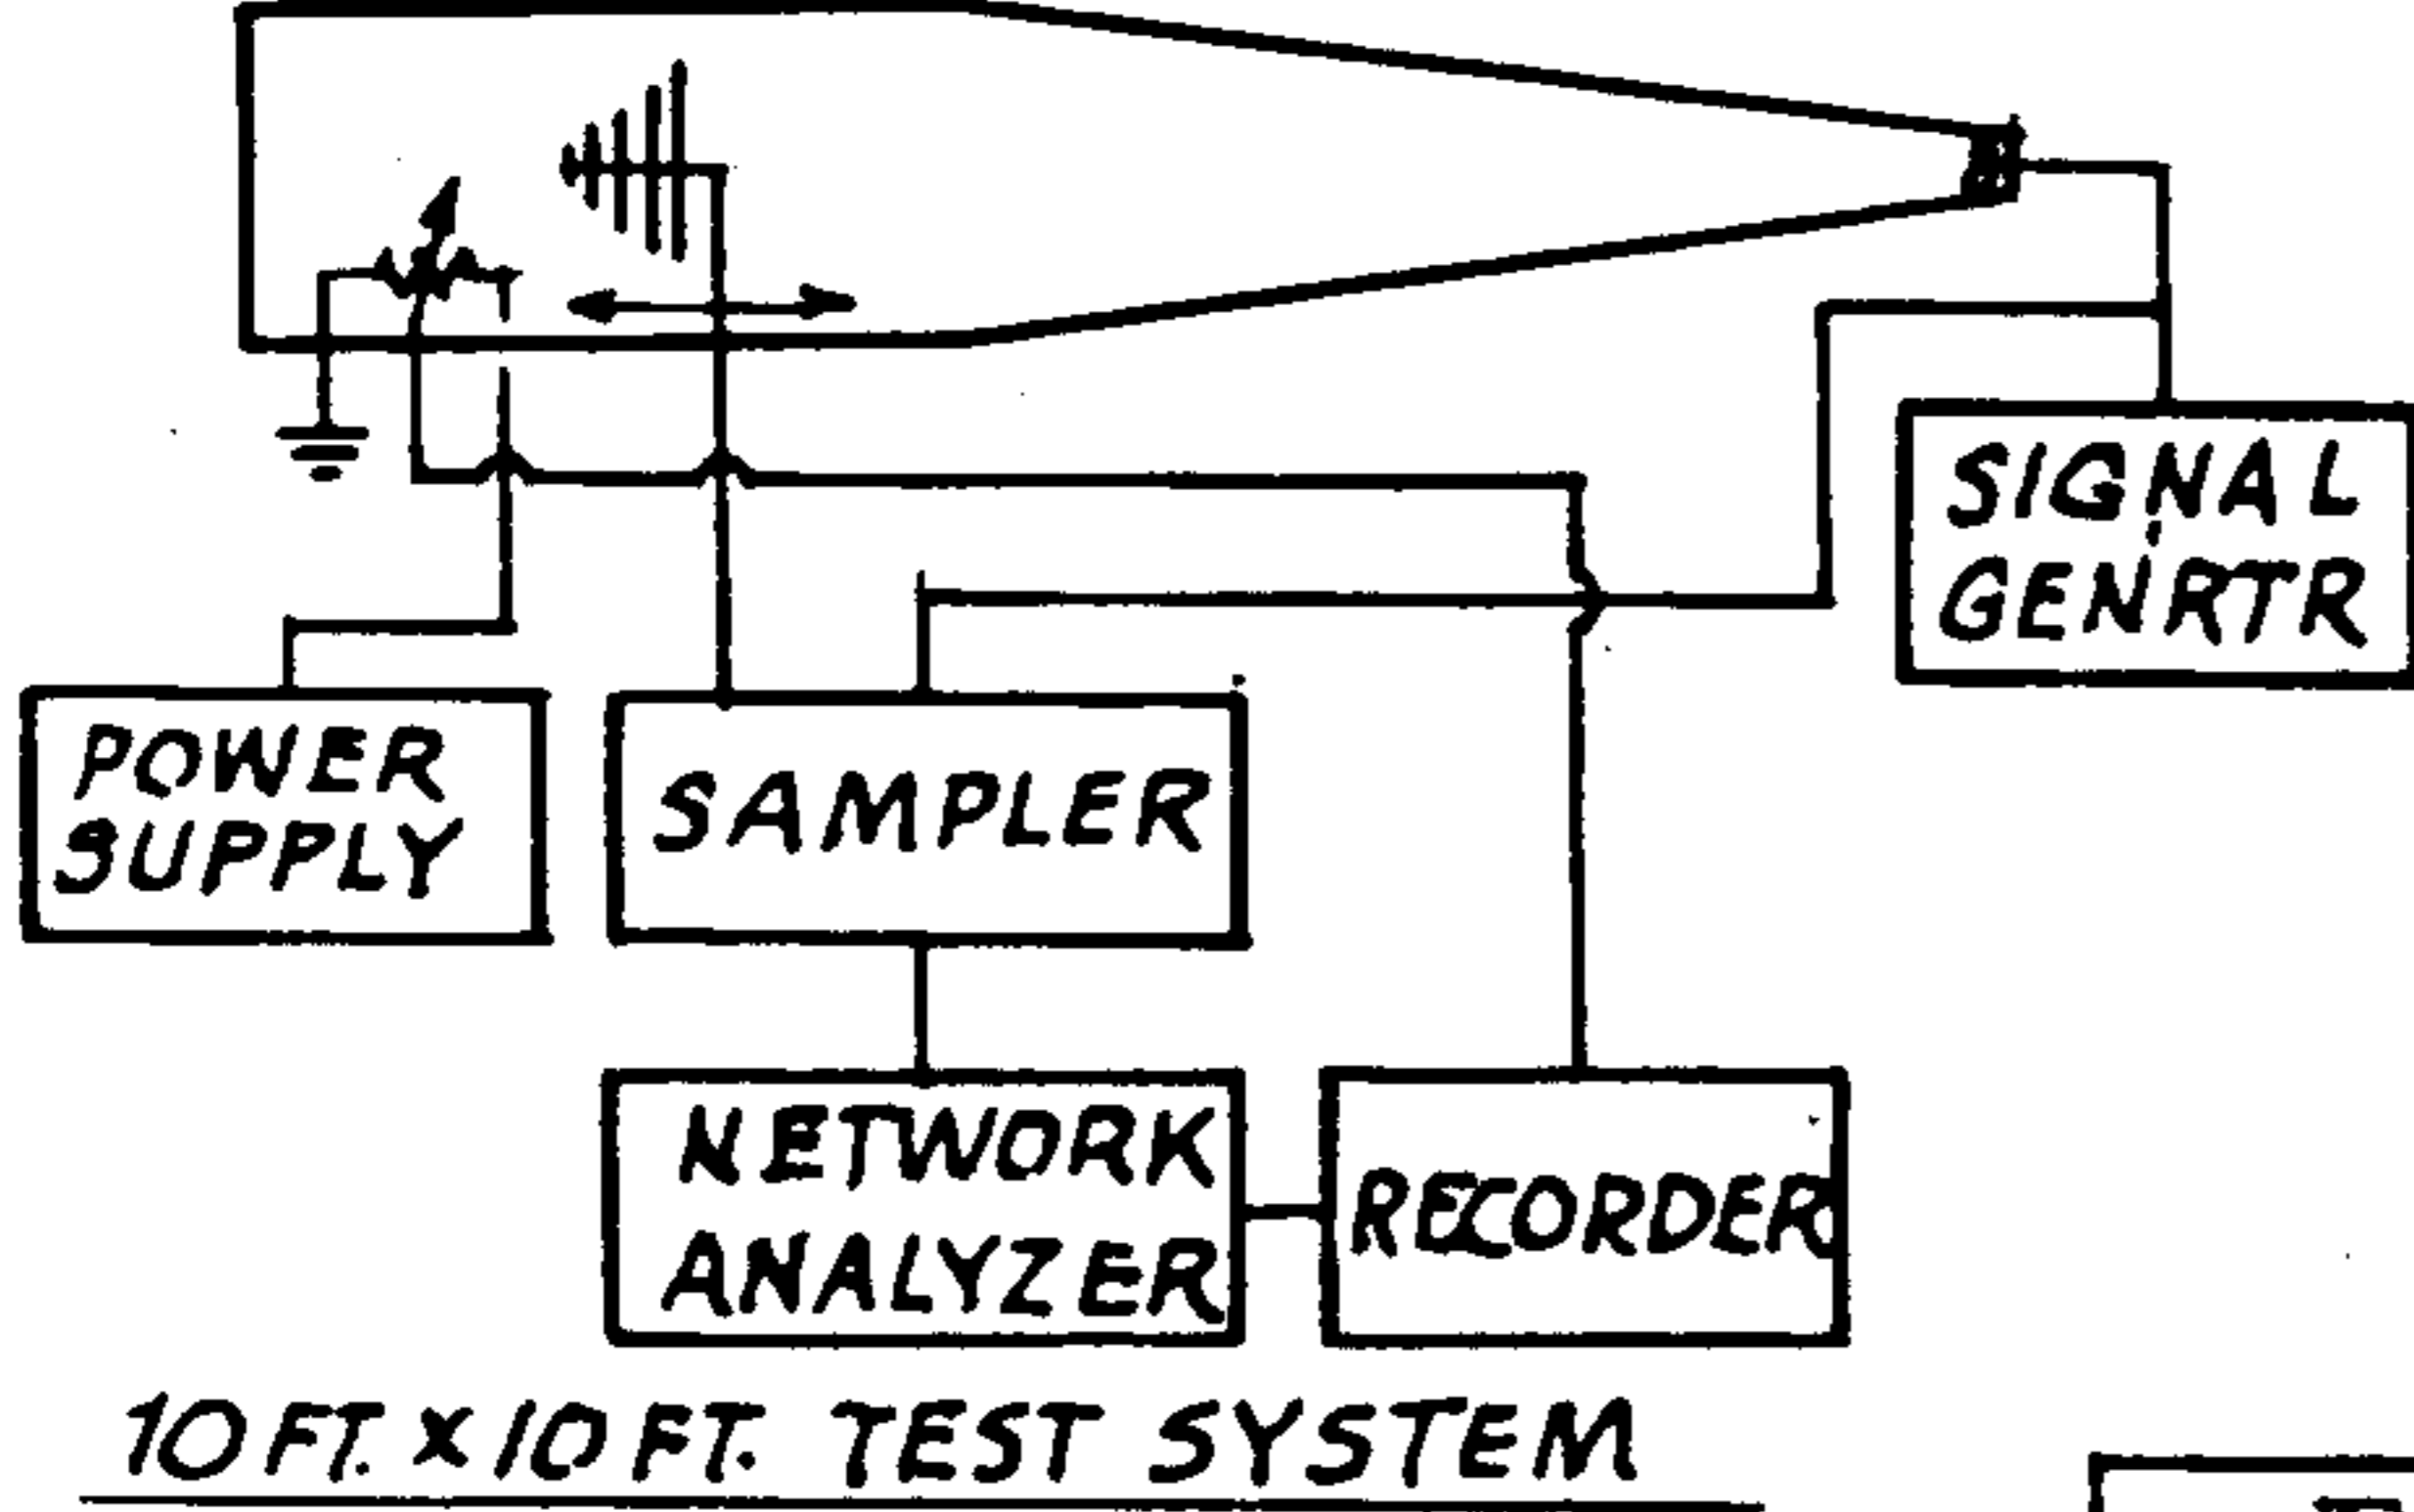 SIGNAL
GENRTR
POWER
SUPPLY
SAMPLER
NETWORK
ANALYZER
RECORDER
10 FT. X 10 FT. TEST SYSTEM